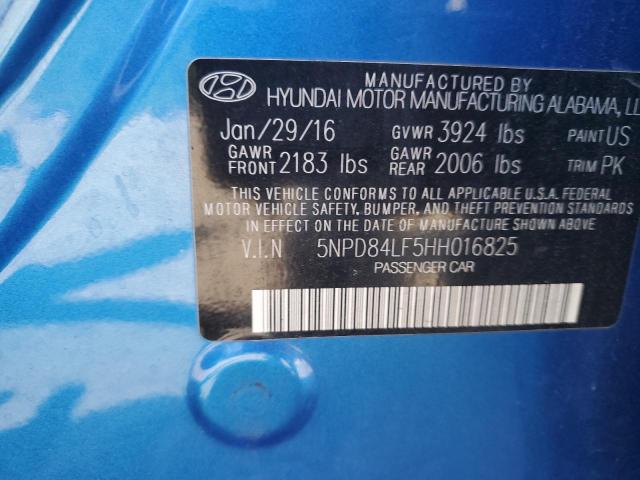 MANUFACTURED BY
HYUNDAI MOTOR MANUFACTURING ALABAMA, LL
Jan/29/16 GVWR 3924 lbs PAINT US
GAWR FRONT 2183 lbs GAWR REAR 2006 lbs TRIM PK
THIS VEHICLE CONFORMS TO ALL APPLICABLE U.S.A. FEDERAL
MOTOR VEHICLE SAFETY, BUMPER, AND THEFT PREVENTION STANDARDS
IN EFFECT ON THE DATE OF MANUFACTURE SHOWN ABOVE
V.I.N 5NPD84LF5HH016825
PASSENGER CAR